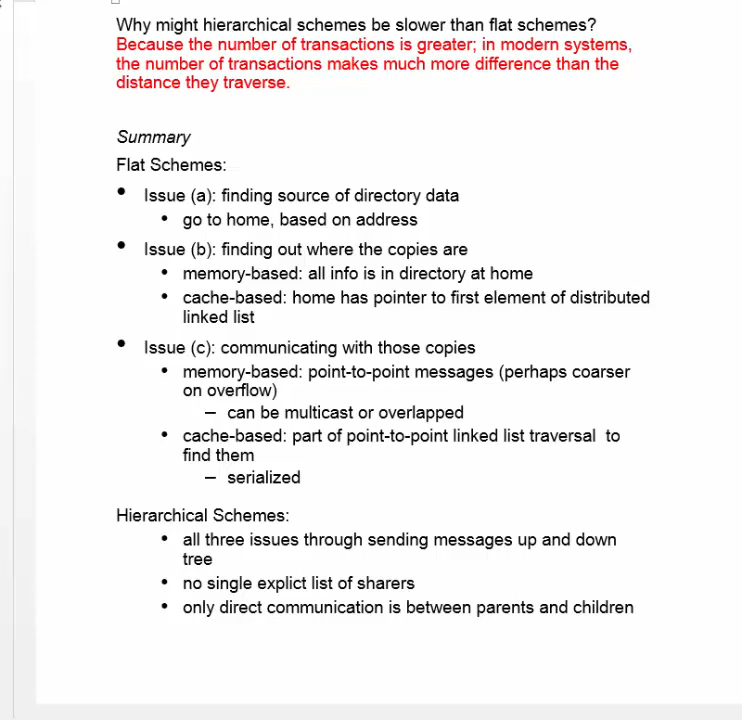 Why might hierarchical schemes be slower than flat schemes?
Because the number of transactions is greater; in modern systems,
the number of transactions makes much more difference than the
distance they traverse.
Summary
Flat Schemes:
• Issue (a): finding source of directory data
• go to home, based on address
• Issue (b): finding out where the copies are
• memory-based: all info is in directory at home
• cache-based: home has pointer to first element of distributed
linked list
• Issue (c): communicating with those copies
• memory-based: point-to-point messages (perhaps coarser
on overflow)
– can be multicast or overlapped
• cache-based: part of point-to-point linked list traversal to
find them
– serialized
Hierarchical Schemes:
• all three issues through sending messages up and down
tree
• no single explict list of sharers
• only direct communication is between parents and children